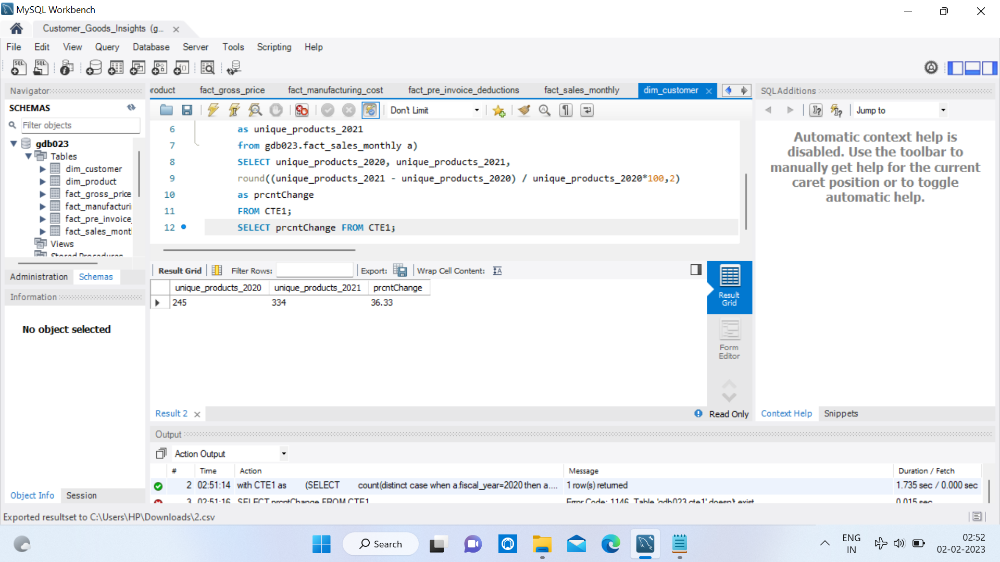 MySQL Workbench
Customer_Goods_Insights (g...
File Edit View Query Database Server Tools Scripting Help
Navigator
SCHEMAS
Filter objects
gdb023
Tables
dim_customer
dim_product
fact_gross_price
fact_manufacturi
fact_pre_invoice_
fact_sales_mont
Views
Stored Procedures
Administration Schemas
Information
No object selected
Object Info Session
product fact_gross_price fact_manufacturing_cost fact_pre_invoice_deductions fact_sales_monthly dim_customer
Don't Limit
6 as unique_products_2021
7 from gdb023.fact_sales_monthly a)
8 SELECT unique_products_2020, unique_products_2021,
9 round((unique_products_2021 - unique_products_2020) / unique_products_2020*100,2)
10 as prcntChange
11 FROM CTE1;
12 SELECT prcntChange FROM CTE1;
Result Grid Filter Rows: Export: Wrap Cell Content:
unique_products_2020 unique_products_2021 prcntChange
245 334 36.33
Result Grid
Form Editor
Result 2
Read Only
SQLAdditions
Jump to
Automatic context help is
disabled. Use the toolbar to
manually get help for the current
caret position or to toggle
automatic help.
Context Help Snippets
Output
Action Output
# Time Action Message Duration / Fetch
2 02:51:14 with CTE1 as (SELECT count(distinct case when a.fiscal_year=2020 then a.... 1 row(s) returned 1.735 sec / 0.000 sec
3 02:51:16 SELECT prcntChange FROM CTE1 Error Code: 1146. Table 'gdb023.cte1' doesn't exist 0.015 sec
Exported resultset to C:\Users\HP\Downloads\2.csv
Search
ENG
IN
02:52
02-02-2023